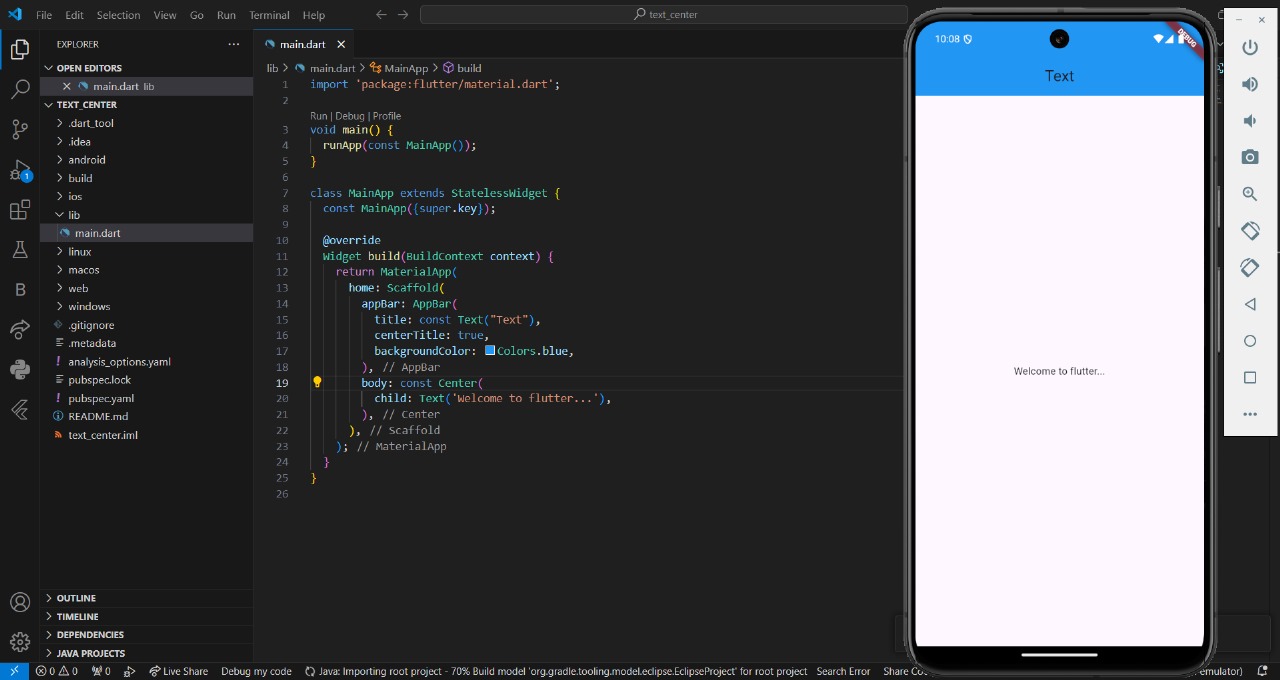 File Edit Selection View Go Run Terminal Help
text_center
EXPLORER
OPEN EDITORS
main.dart lib
TEXT_CENTER
.dart_tool
.idea
android
build
ios
lib
main.dart
linux
macos
web
windows
.gitignore
.metadata
analysis_options.yaml
pubspec.lock
pubspec.yaml
README.md
text_center.iml
OUTLINE
TIMELINE
DEPENDENCIES
JAVA PROJECTS
B
1
main.dart
lib > main.dart > MainApp > build
1 import 'package:flutter/material.dart';
2
Run | Debug | Profile
3 void main() {
4 runApp(const MainApp());
5 }
6
7 class MainApp extends StatelessWidget {
8 const MainApp({super.key});
9
10 @override
11 Widget build(BuildContext context) {
12 return MaterialApp(
13 home: Scaffold(
14 appBar: AppBar(
15 title: const Text("Text"),
16 centerTitle: true,
17 backgroundColor: Colors.blue,
18 ), // AppBar
19 body: const Center(
20 child: Text('Welcome to flutter...'),
21 ), // Center
22 ), // Scaffold
23 ); // MaterialApp
24 }
25 }
26
10:08
DEBUG
Text
Welcome to flutter...
0 0 0 Live Share Debug my code Java: Importing root project - 70% Build model 'org.gradle.tooling.model.eclipse.EclipseProject' for root project Search Error Share emulator)